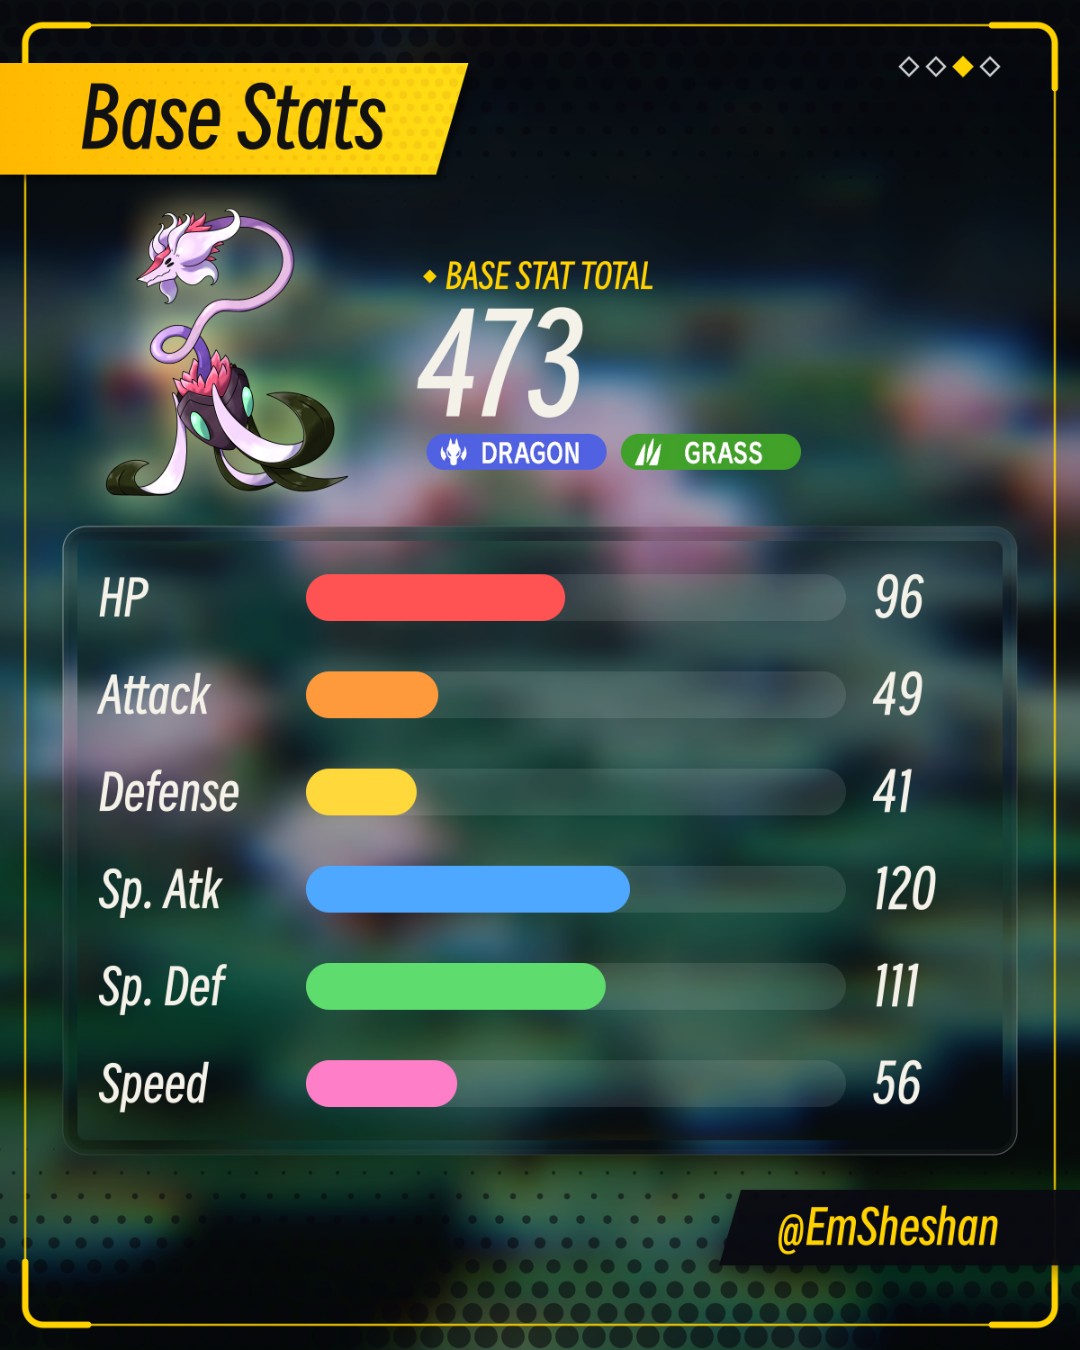 Base Stats
BASE STAT TOTAL
473
DRAGON GRASS
HP 96
Attack 49
Defense 41
Sp. Atk 120
Sp. Def 111
Speed 56
@EmSheshan